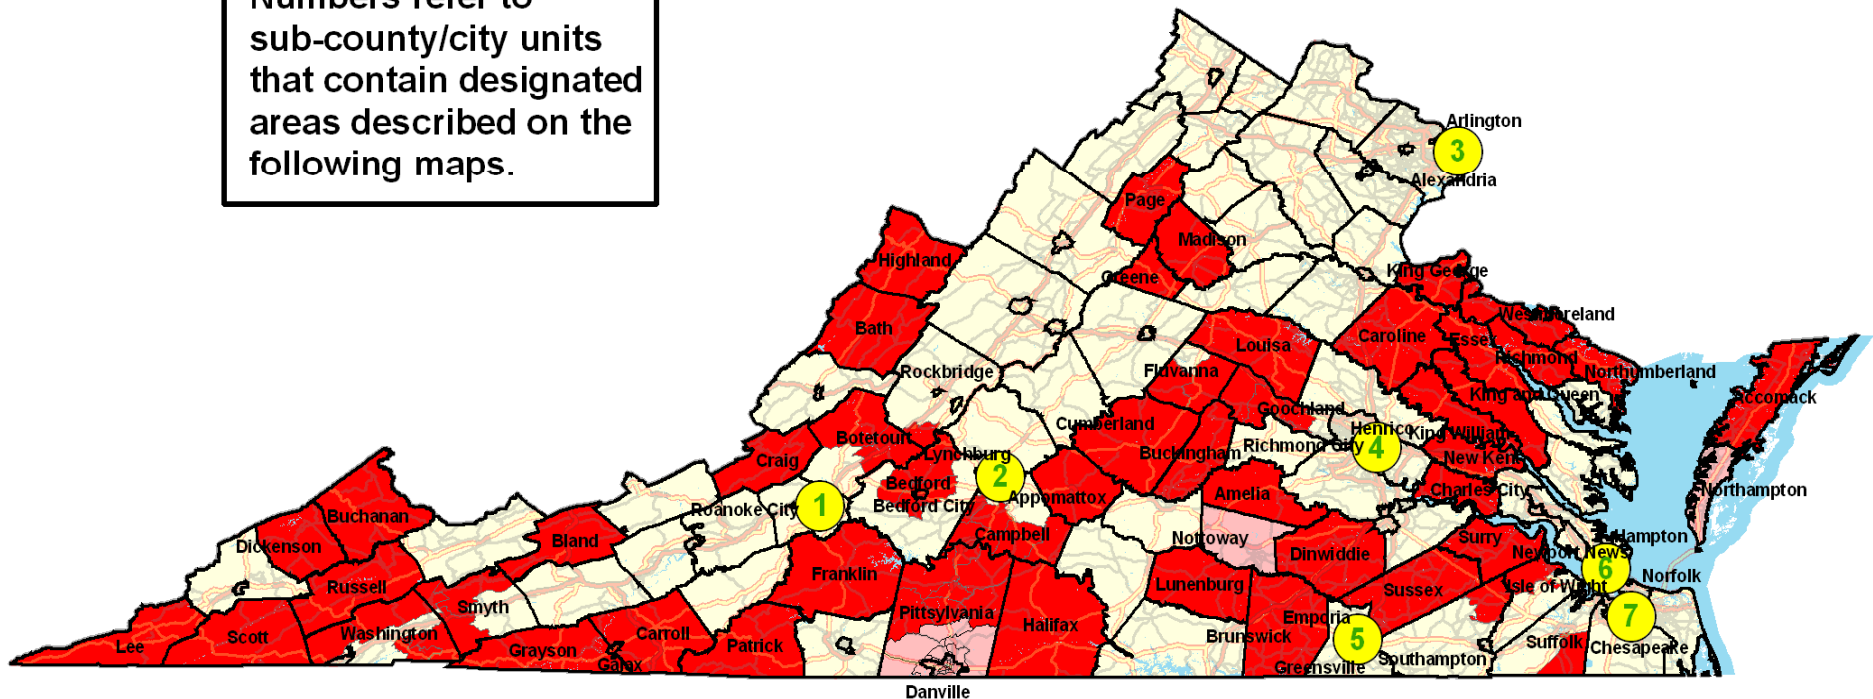 Numbers refer to
sub-county/city units
that contain designated
areas described on the
following maps.
Arlington
3
Alexandria
Page
Madison
Highland
Greene
King George
Bath
Westmoreland
Caroline
Essex
Louisa
Richmond
Rockbridge
Fluvanna
Northumberland
King and Queen
Accomack
Goochland
Cumberland
Henrico
Botetourt
King William
Richmond City
4
Lynchburg
Buckingham
New Kent
Craig
2
Bedford
Amelia
Charles City
Northampton
Appomattox
Bedford City
Roanoke City
1
Buchanan
Campbell
Nottoway
Surry
Hampton
Dickenson
Bland
Dinwiddie
Newport News
6
Franklin
Norfolk
Russell
Lunenburg
Isle of Wight
Sussex
Smyth
Pittsylvania
Emporia
7
Halifax
Washington
Scott
Carroll
Brunswick
5
Lee
Patrick
Suffolk
Chesapeake
Grayson
Southampton
Galax
Greensville
Danville